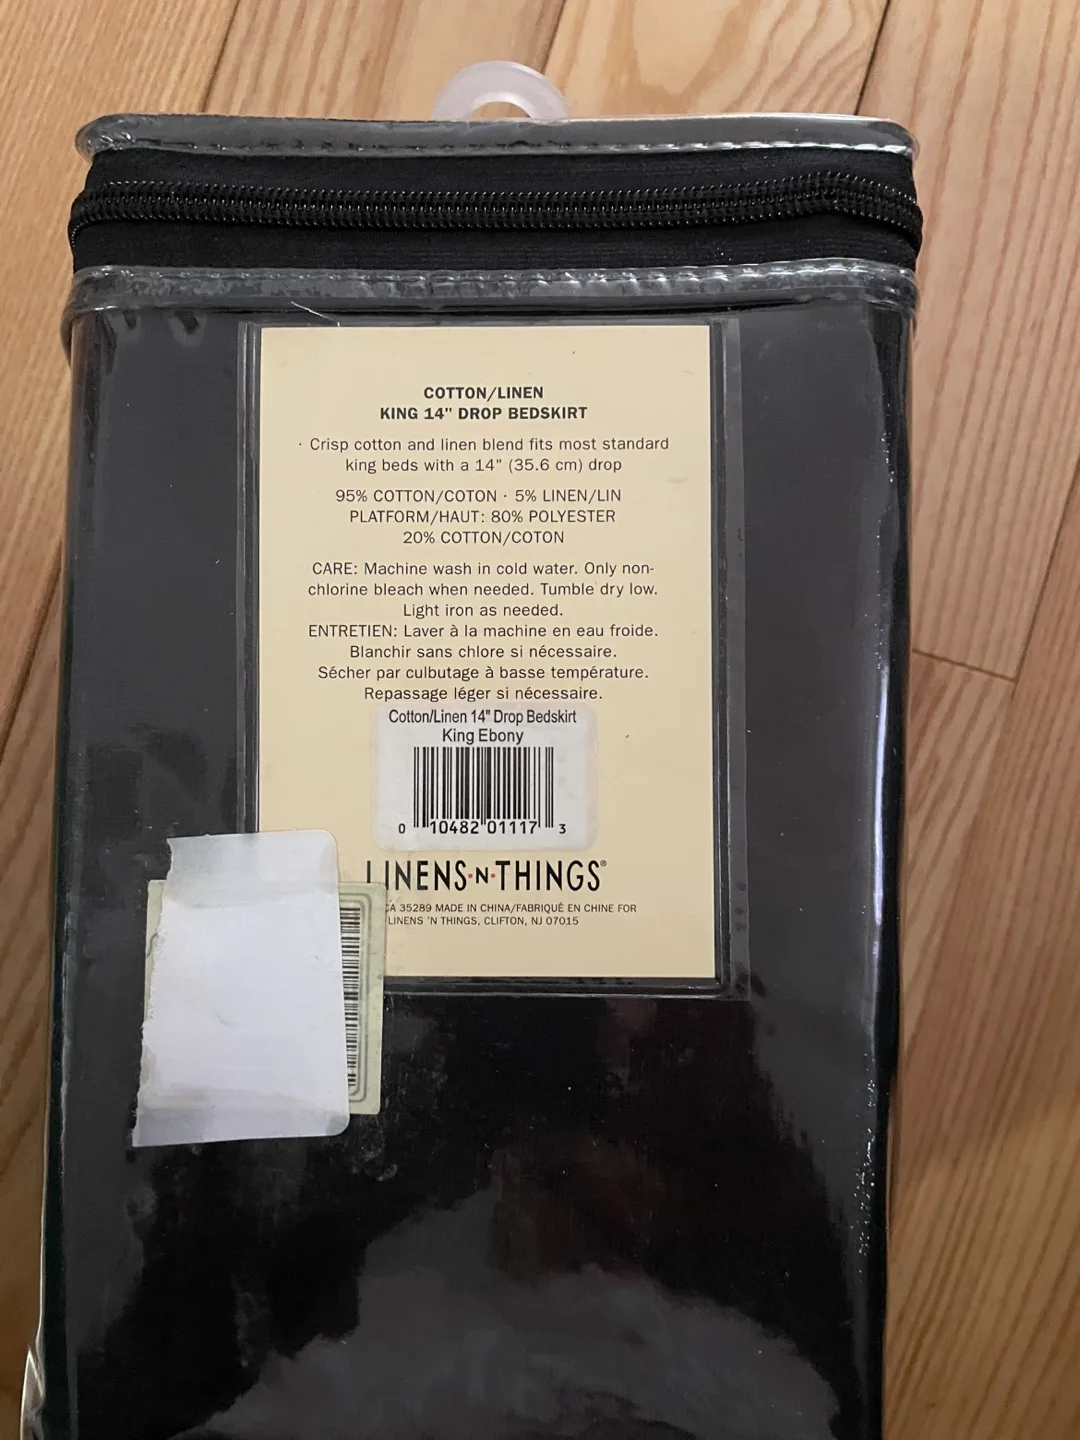 COTTON/LINEN
KING 14" DROP BEDSKIRT
· Crisp cotton and linen blend fits most standard
king beds with a 14" (35.6 cm) drop
95% COTTON/COTON · 5% LINEN/LIN
PLATFORM/HAUT: 80% POLYESTER
20% COTTON/COTON
CARE: Machine wash in cold water. Only non-
chlorine bleach when needed. Tumble dry low.
Light iron as needed.
ENTRETIEN: Laver à la machine en eau froide.
Blanchir sans chlore si nécessaire.
Sécher par culbutage à basse température.
Repassage léger si nécessaire.
Cotton/Linen 14" Drop Bedskirt
King Ebony
0 10482 01117 3
LINENS·N·THINGS®
CA 35289 MADE IN CHINA/FABRIQUÉ EN CHINE FOR
LINENS 'N THINGS, CLIFTON, NJ 07015